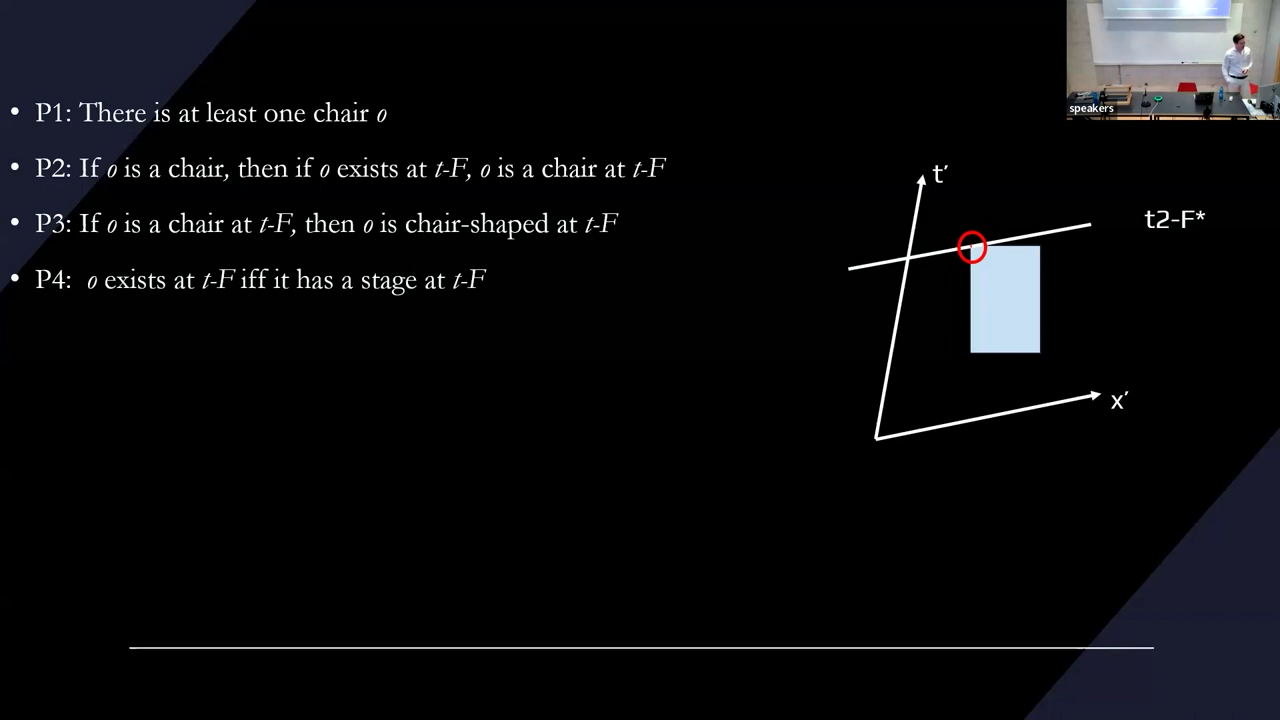 speakers
• P1: There is at least one chair o
• P2: If o is a chair, then if o exists at t-F, o is a chair at t-F
• P3: If o is a chair at t-F, then o is chair-shaped at t-F
• P4: o exists at t-F iff it has a stage at t-F
t′
t2-F*
x′